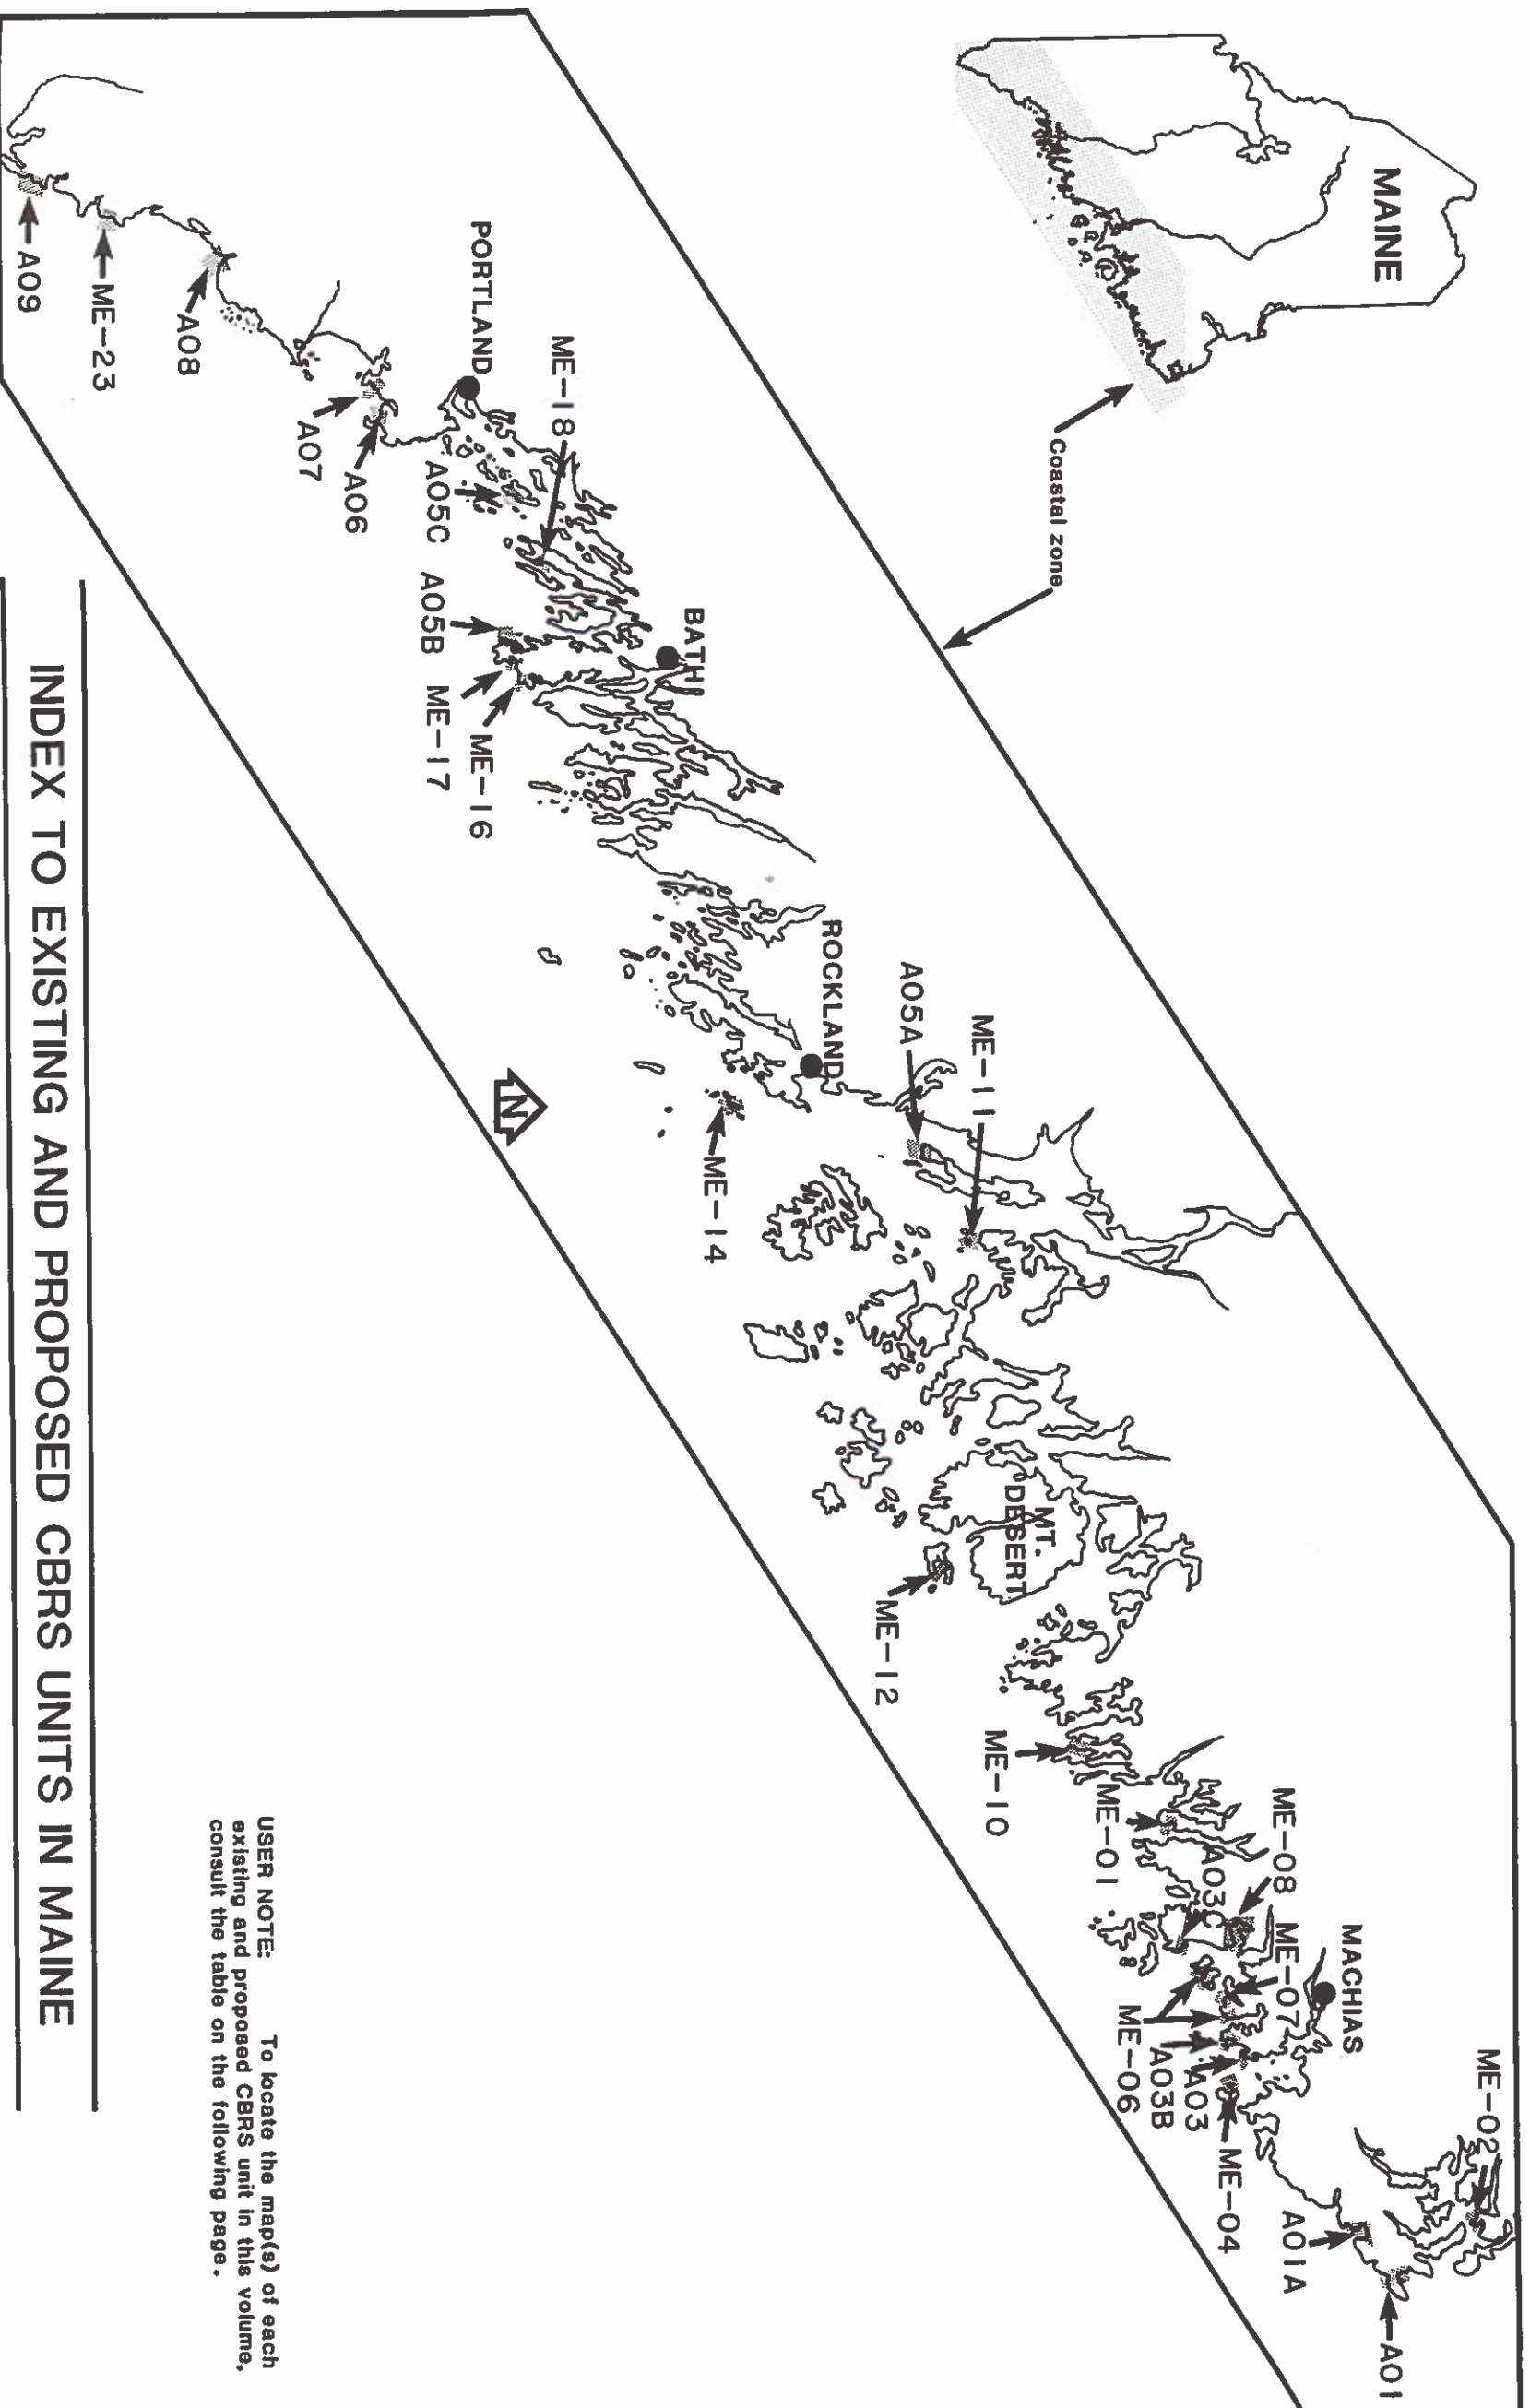 MAINE
Coastal zone
ME-02
MACHIAS
A01
ME-08
ME-07
A01A
A03C
ME-04
ME-01
A03
A03B
ME-06
ME-11
MT.
DESERT
ME-10
A05A
ME-12
ROCKLAND
BATH
ME-14
ME-18
N
PORTLAND
ME-16
A05C
A05B
ME-17
A06
A07
A08
ME-23
A09
USER NOTE: To locate the map(s) of each
existing and proposed CBRS unit in this volume,
consult the table on the following page.
INDEX TO EXISTING AND PROPOSED CBRS UNITS IN MAINE